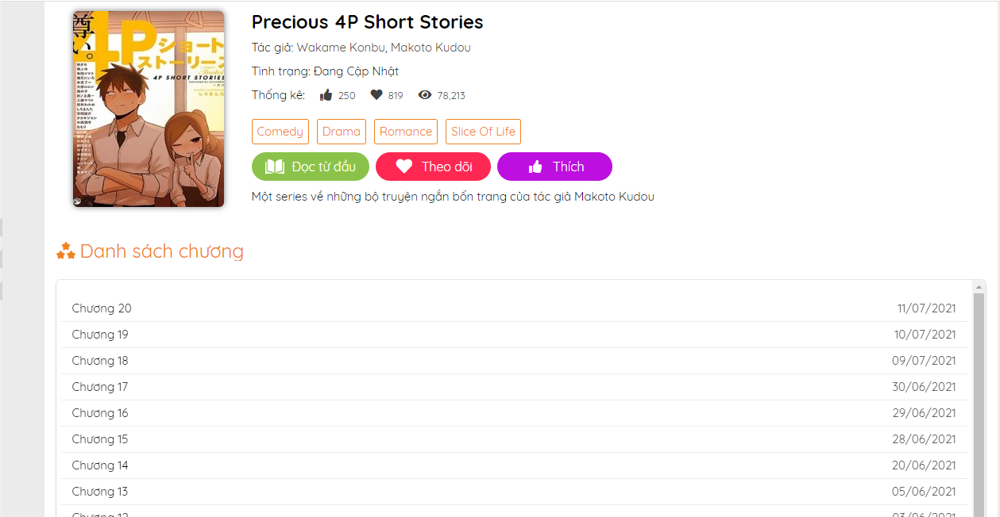 尊い。
4Pショート
ストーリーズ
4P SHORT STORIES
Precious 4P Short Stories
Tác giả: Wakame Konbu, Makoto Kudou
Tình trạng: Đang Cập Nhật
Thống kê: 250 819 78,213
Comedy Drama Romance Slice Of Life
Đọc từ đầu Theo dõi Thích
Một series về những bộ truyện ngắn bốn trang của tác giả Makoto Kudou
Danh sách chương
Chương 20 11/07/2021
Chương 19 10/07/2021
Chương 18 09/07/2021
Chương 17 30/06/2021
Chương 16 29/06/2021
Chương 15 28/06/2021
Chương 14 20/06/2021
Chương 13 05/06/2021
Chương 12 03/06/2021